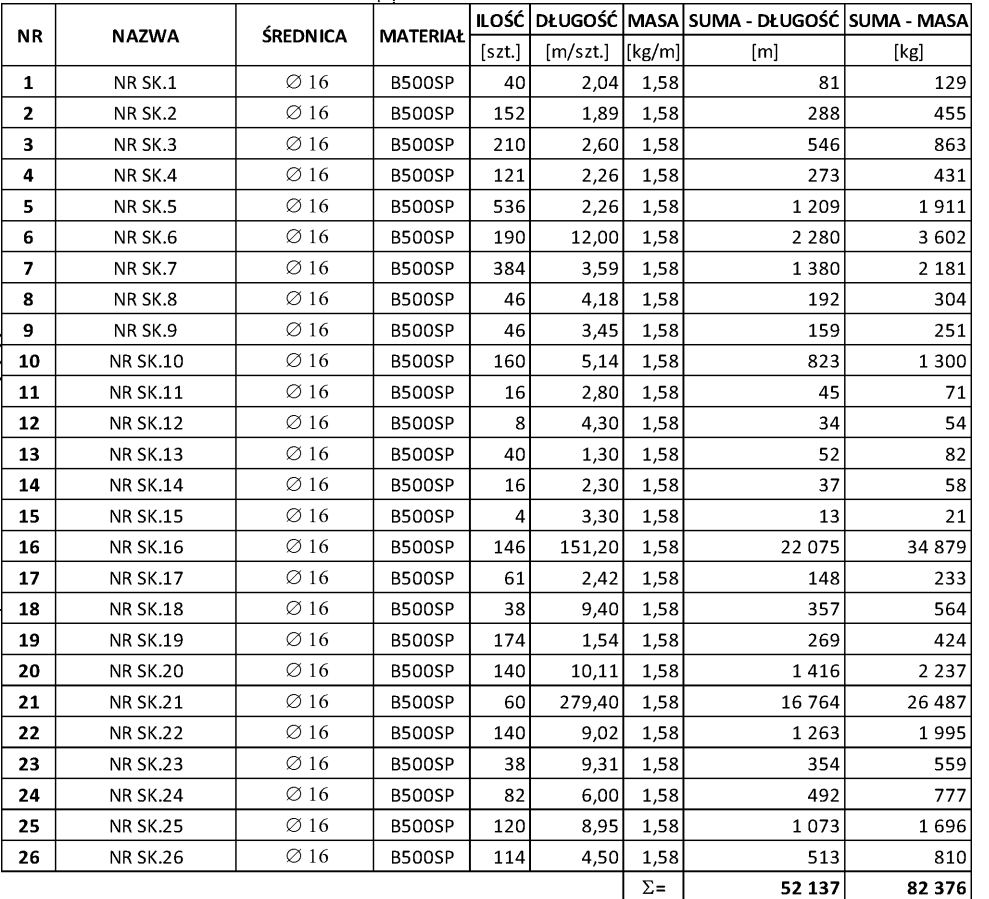 NR NAZWA ŚREDNICA MATERIAŁ ILOŚĆ DŁUGOŚĆ MASA SUMA - DŁUGOŚĆ SUMA - MASA
[szt.] [m/szt.] [kg/m] [m] [kg]
1 NR SK.1 ∅ 16 B500SP 40 2,04 1,58 81 129
2 NR SK.2 ∅ 16 B500SP 152 1,89 1,58 288 455
3 NR SK.3 ∅ 16 B500SP 210 2,60 1,58 546 863
4 NR SK.4 ∅ 16 B500SP 121 2,26 1,58 273 431
5 NR SK.5 ∅ 16 B500SP 536 2,26 1,58 1 209 1 911
6 NR SK.6 ∅ 16 B500SP 190 12,00 1,58 2 280 3 602
7 NR SK.7 ∅ 16 B500SP 384 3,59 1,58 1 380 2 181
8 NR SK.8 ∅ 16 B500SP 46 4,18 1,58 192 304
9 NR SK.9 ∅ 16 B500SP 46 3,45 1,58 159 251
10 NR SK.10 ∅ 16 B500SP 160 5,14 1,58 823 1 300
11 NR SK.11 ∅ 16 B500SP 16 2,80 1,58 45 71
12 NR SK.12 ∅ 16 B500SP 8 4,30 1,58 34 54
13 NR SK.13 ∅ 16 B500SP 40 1,30 1,58 52 82
14 NR SK.14 ∅ 16 B500SP 16 2,30 1,58 37 58
15 NR SK.15 ∅ 16 B500SP 4 3,30 1,58 13 21
16 NR SK.16 ∅ 16 B500SP 146 151,20 1,58 22 075 34 879
17 NR SK.17 ∅ 16 B500SP 61 2,42 1,58 148 233
18 NR SK.18 ∅ 16 B500SP 38 9,40 1,58 357 564
19 NR SK.19 ∅ 16 B500SP 174 1,54 1,58 269 424
20 NR SK.20 ∅ 16 B500SP 140 10,11 1,58 1 416 2 237
21 NR SK.21 ∅ 16 B500SP 60 279,40 1,58 16 764 26 487
22 NR SK.22 ∅ 16 B500SP 140 9,02 1,58 1 263 1 995
23 NR SK.23 ∅ 16 B500SP 38 9,31 1,58 354 559
24 NR SK.24 ∅ 16 B500SP 82 6,00 1,58 492 777
25 NR SK.25 ∅ 16 B500SP 120 8,95 1,58 1 073 1 696
26 NR SK.26 ∅ 16 B500SP 114 4,50 1,58 513 810
Σ= 52 137 82 376